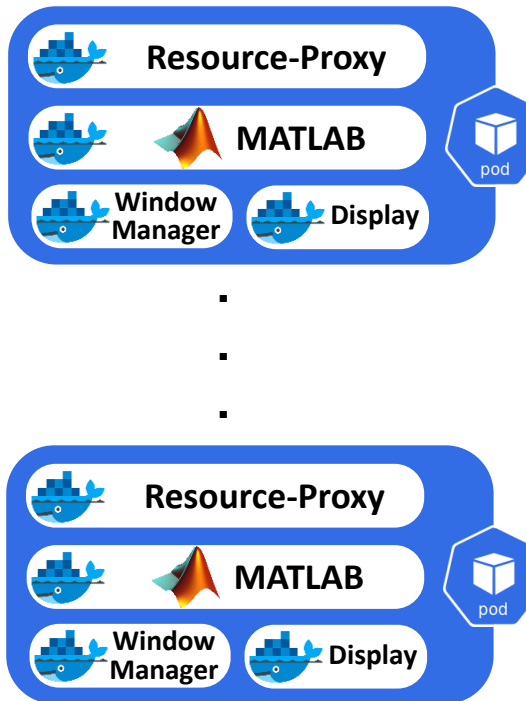 Resource-Proxy
MATLAB
pod
Window
Manager
Display
Resource-Proxy
MATLAB
pod
Window
Manager
Display